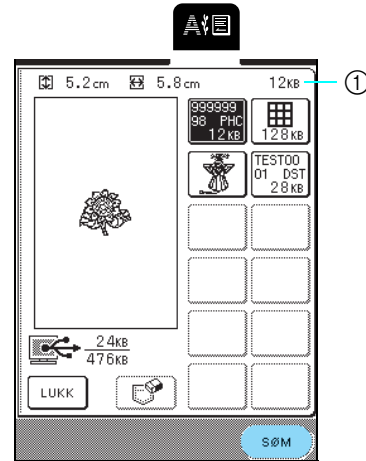 A
5.2cm 5.8cm 12KB
①
999999
98 PHC
12KB
128KB
TEST00
01 DST
28KB
24KB
476KB
LUKK
SØM